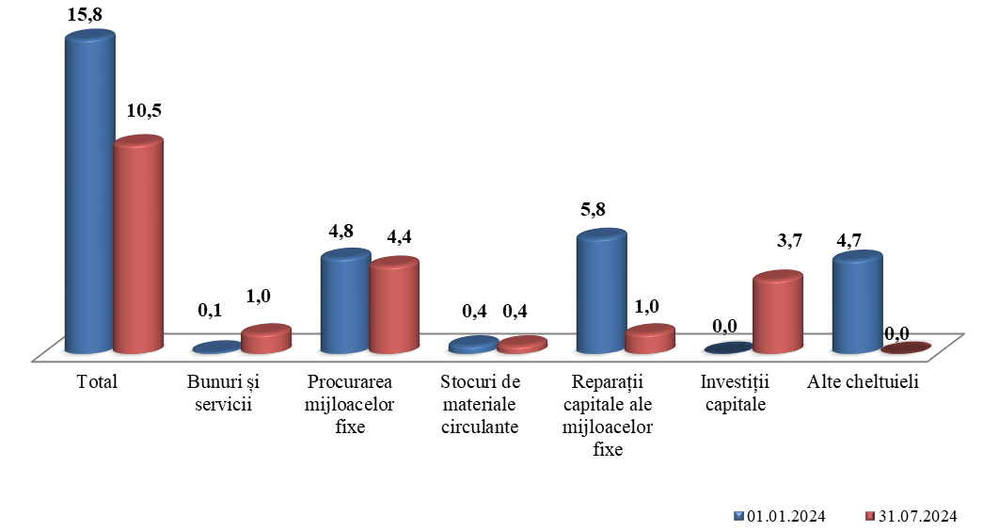 15,8
10,5
0,1
1,0
4,8
4,4
0,4
0,4
5,8
1,0
0,0
3,7
4,7
0,0
Total
Bunuri și
servicii
Procurarea
mijloacelor
fixe
Stocuri de
materiale
circulante
Reparații
capitale ale
mijloacelor
fixe
Investiții
capitale
Alte cheltuieli
01.01.2024
31.07.2024